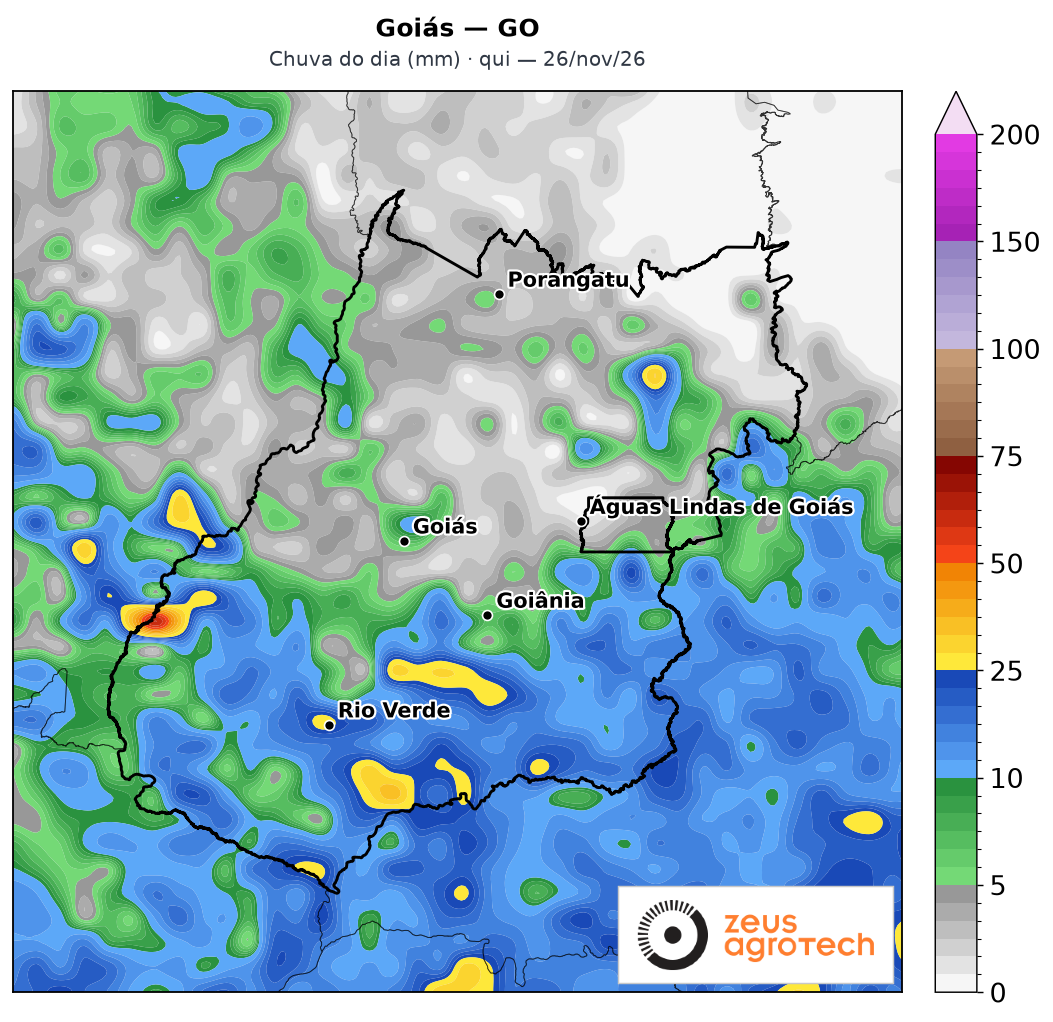 Goiás — GO
Chuva do dia (mm) · qui — 26/nov/26
200
150
100
75
50
25
10
5
0
Porangatu
Águas Lindas de Goiás
Goiás
Goiânia
Rio Verde
zeus
agrotech